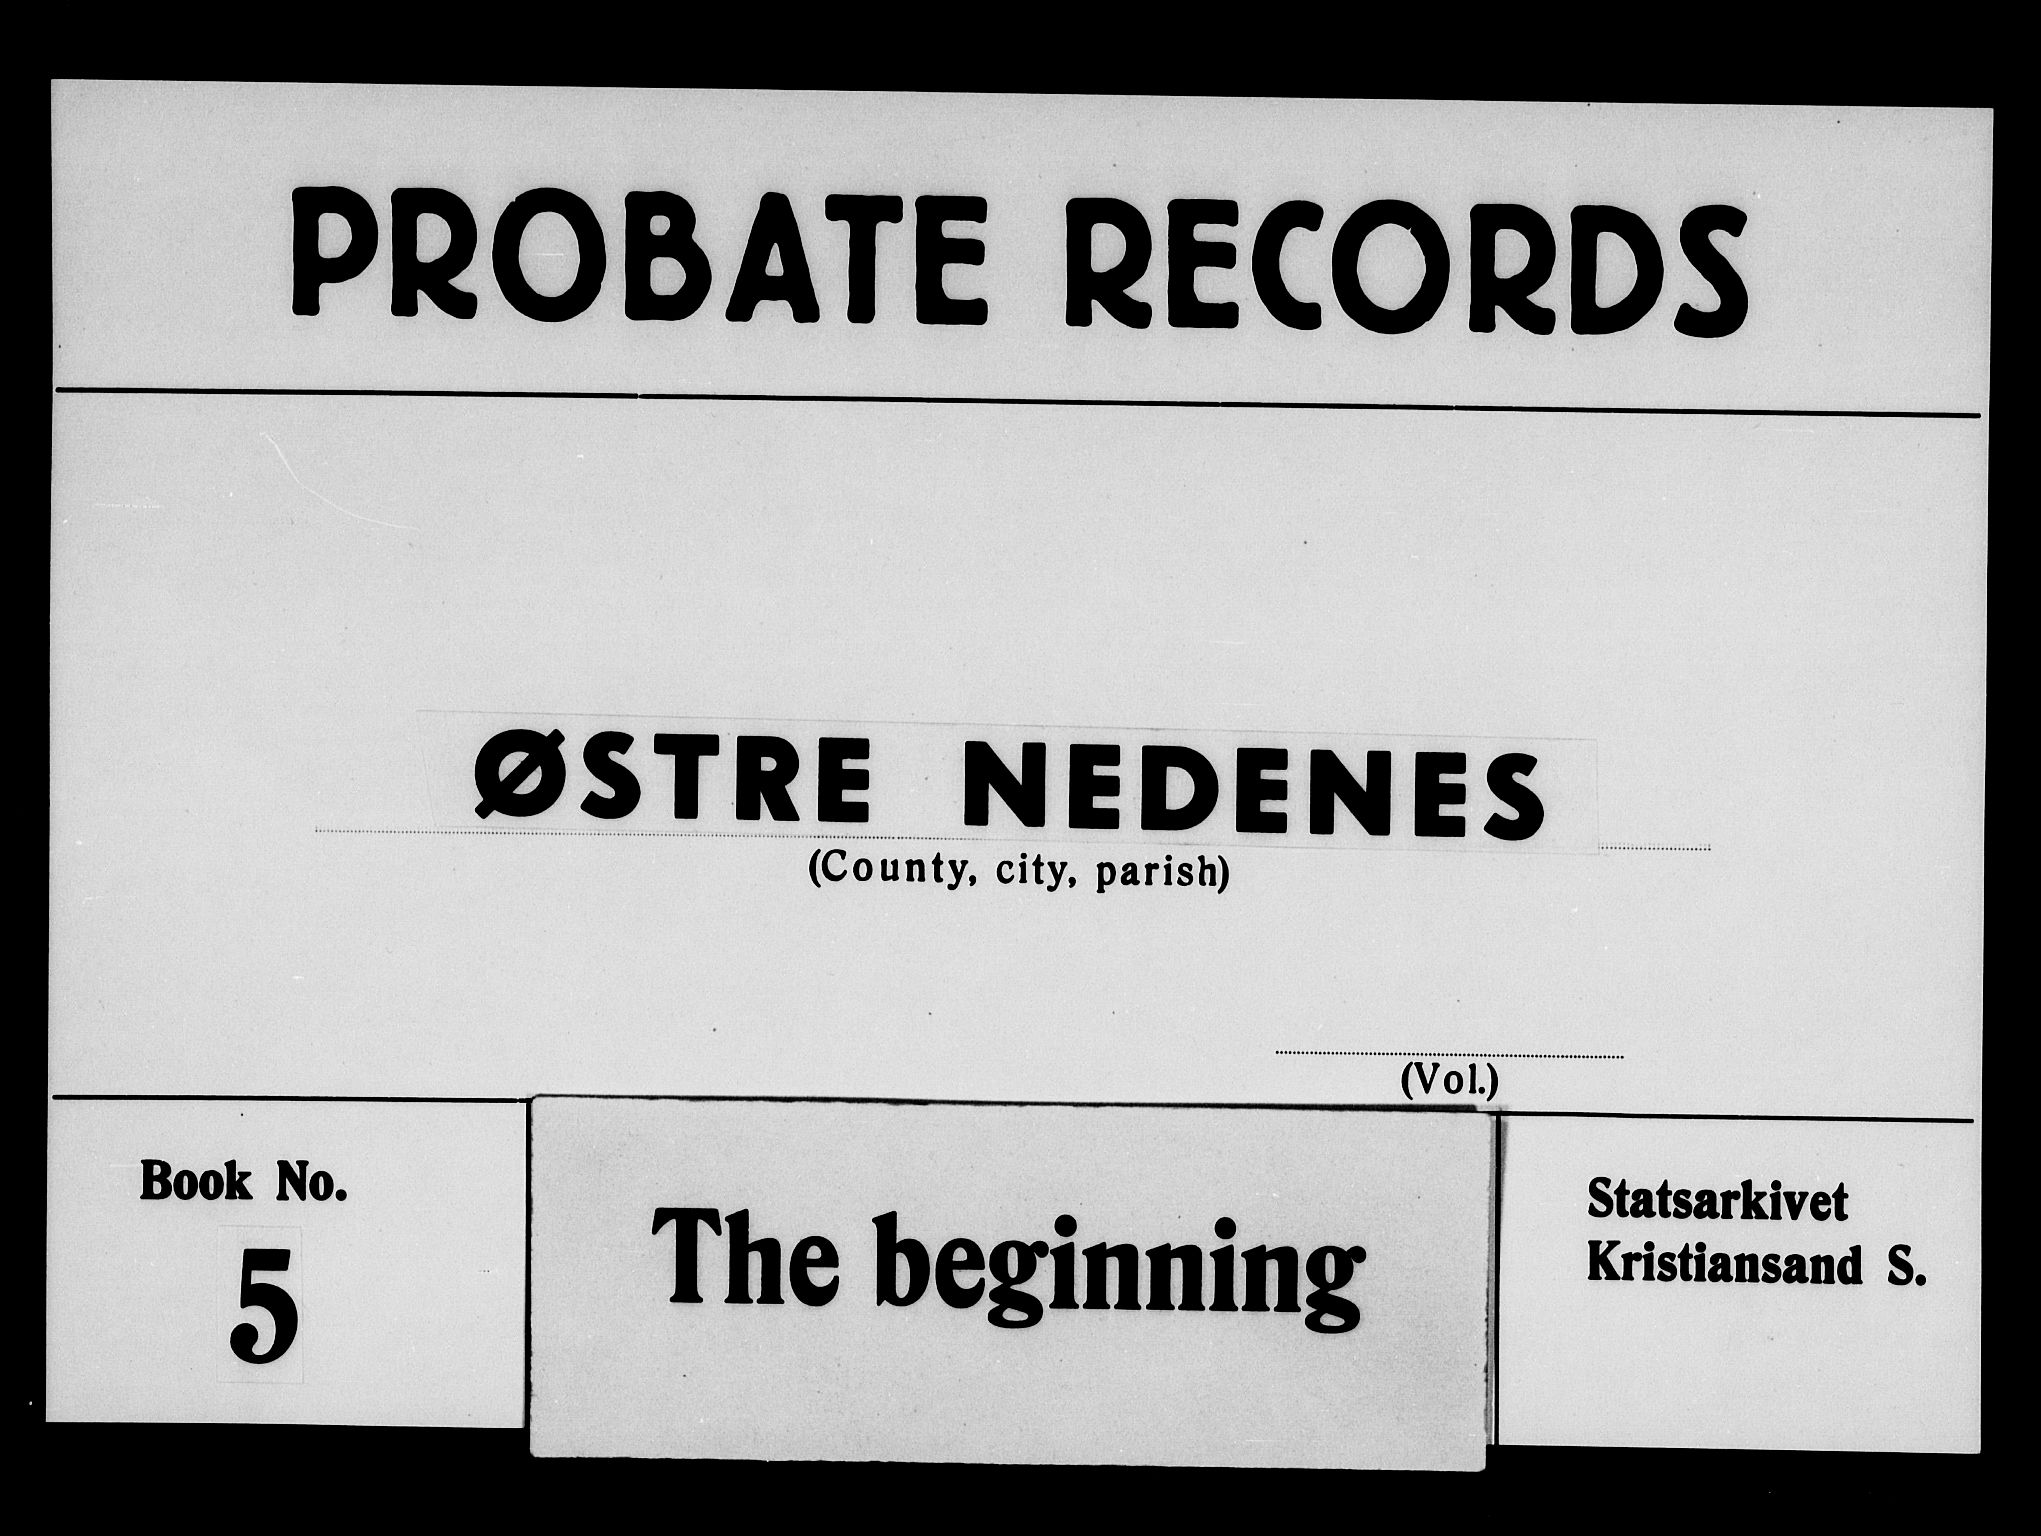 PROBATE RECORDS
ØSTRE NEDENES
(County, city, parish)
(Vol.)
Book No.
5
The beginning
Statsarkivet
Kristiansand S.